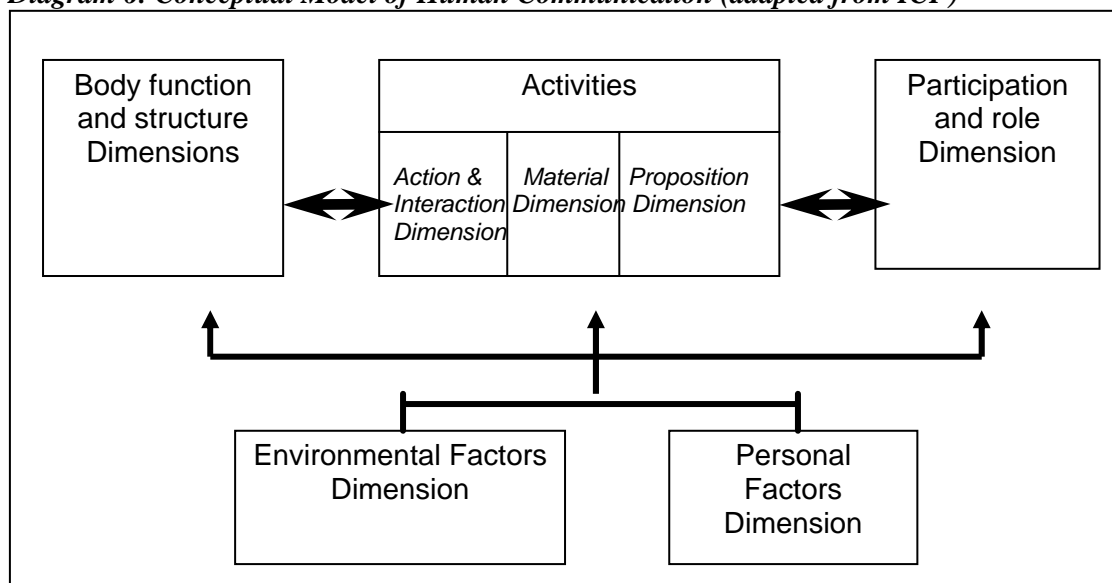 Diagram 6: Conceptual Model of Human Communication (adapted from ICF)
Body function
and structure
Dimensions
Activities
Action &
Interaction
Dimension
Material
Dimension
Proposition
Dimension
Participation
and role
Dimension
Environmental Factors
Dimension
Personal
Factors
Dimension